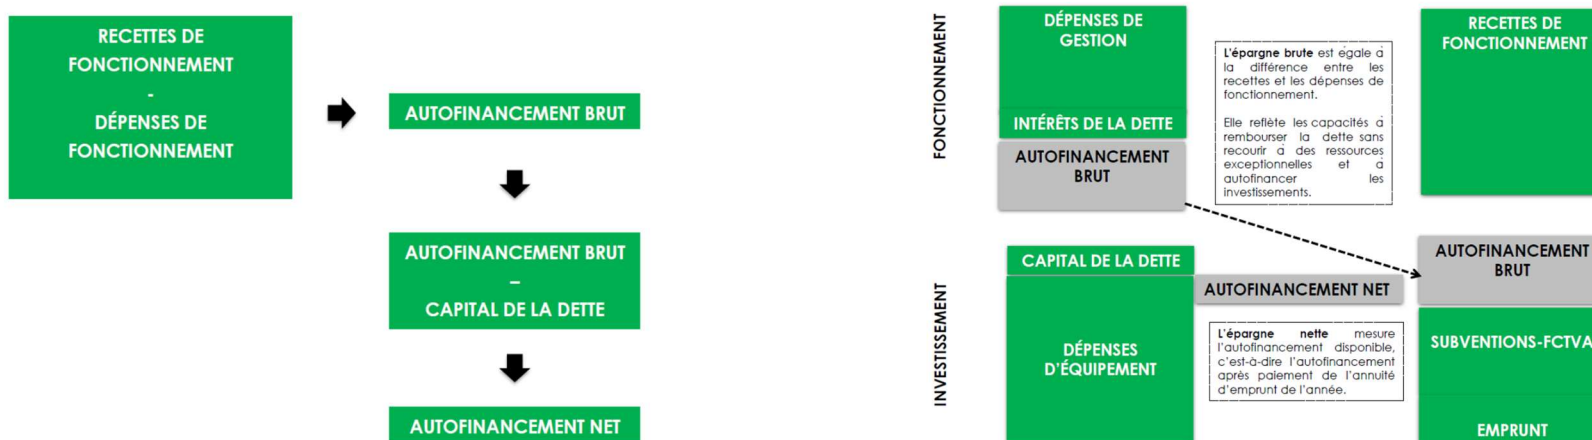 RECETTES DE
FONCTIONNEMENT
-
DÉPENSES DE
FONCTIONNEMENT
AUTOFINANCEMENT BRUT
AUTOFINANCEMENT BRUT
–
CAPITAL DE LA DETTE
AUTOFINANCEMENT NET
FONCTIONNEMENT
DÉPENSES DE
GESTION
INTÉRÊTS DE LA DETTE
AUTOFINANCEMENT
BRUT
L'épargne brute est égale à
la différence entre les
recettes et les dépenses de
fonctionnement.
Elle reflète les capacités à
rembourser la dette sans
recourir à des ressources
exceptionnelles et à
autofinancer les
investissements.
RECETTES DE
FONCTIONNEMENT
INVESTISSEMENT
CAPITAL DE LA DETTE
DÉPENSES
D'ÉQUIPEMENT
AUTOFINANCEMENT NET
L'épargne nette mesure
l'autofinancement disponible,
c'est-à-dire l'autofinancement
après paiement de l'annuité
d'emprunt de l'année.
AUTOFINANCEMENT
BRUT
SUBVENTIONS-FCTVA
EMPRUNT